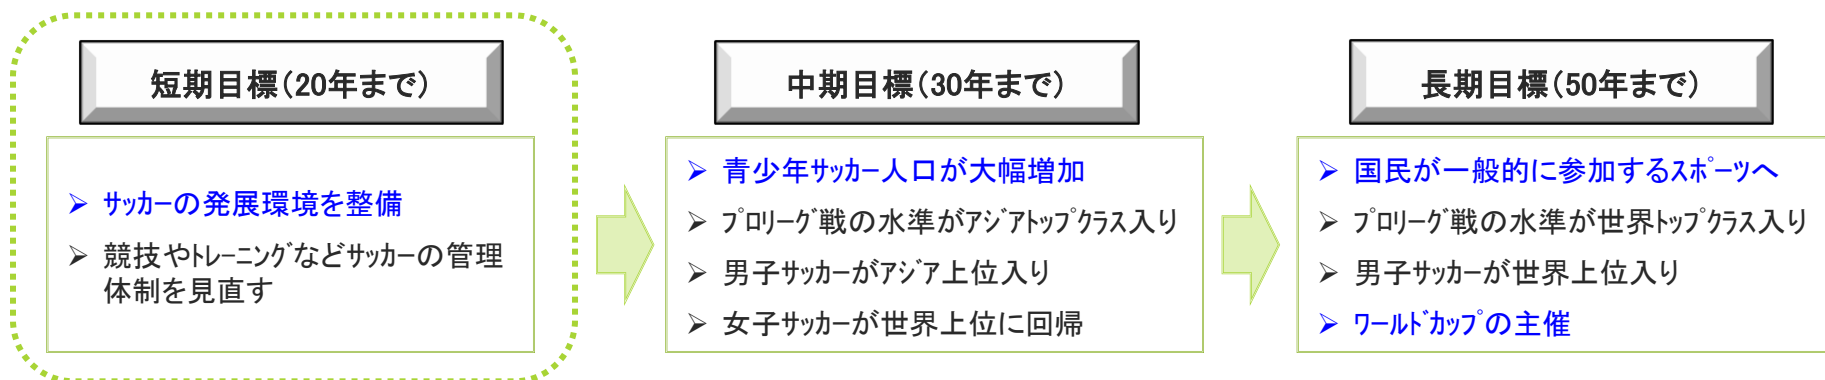 短期目標（20年まで）
➢ サッカーの発展環境を整備
➢ 競技やトレーニングなどサッカーの管理
体制を見直す
中期目標（30年まで）
➢ 青少年サッカー人口が大幅増加
➢ プロリーグ戦の水準がアジアトップクラス入り
➢ 男子サッカーがアジア上位入り
➢ 女子サッカーが世界上位に回帰
長期目標（50年まで）
➢ 国民が一般的に参加するスポーツへ
➢ プロリーグ戦の水準が世界トップクラス入り
➢ 男子サッカーが世界上位入り
➢ ワールドカップの主催